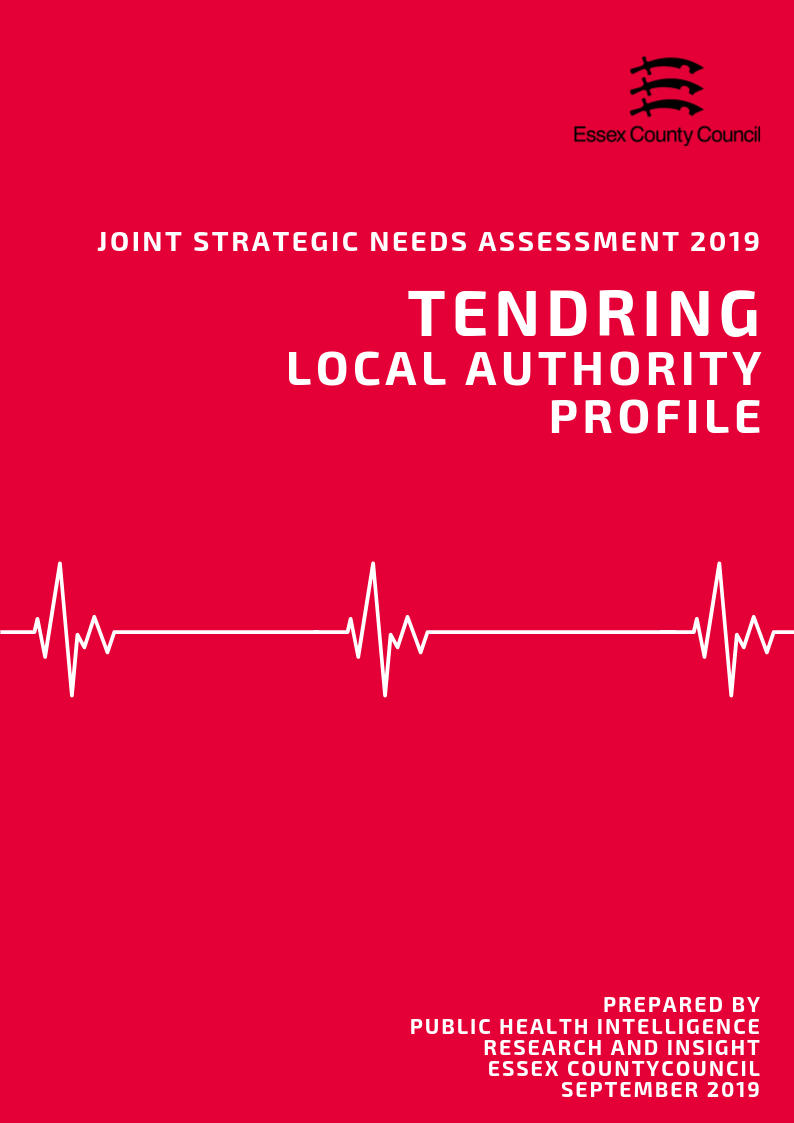 Essex County Council
JOINT STRATEGIC NEEDS ASSESSMENT 2019
TENDRING
LOCAL AUTHORITY
PROFILE
PREPARED BY
PUBLIC HEALTH INTELLIGENCE
RESEARCH AND INSIGHT
ESSEX COUNTYCOUNCIL
SEPTEMBER 2019